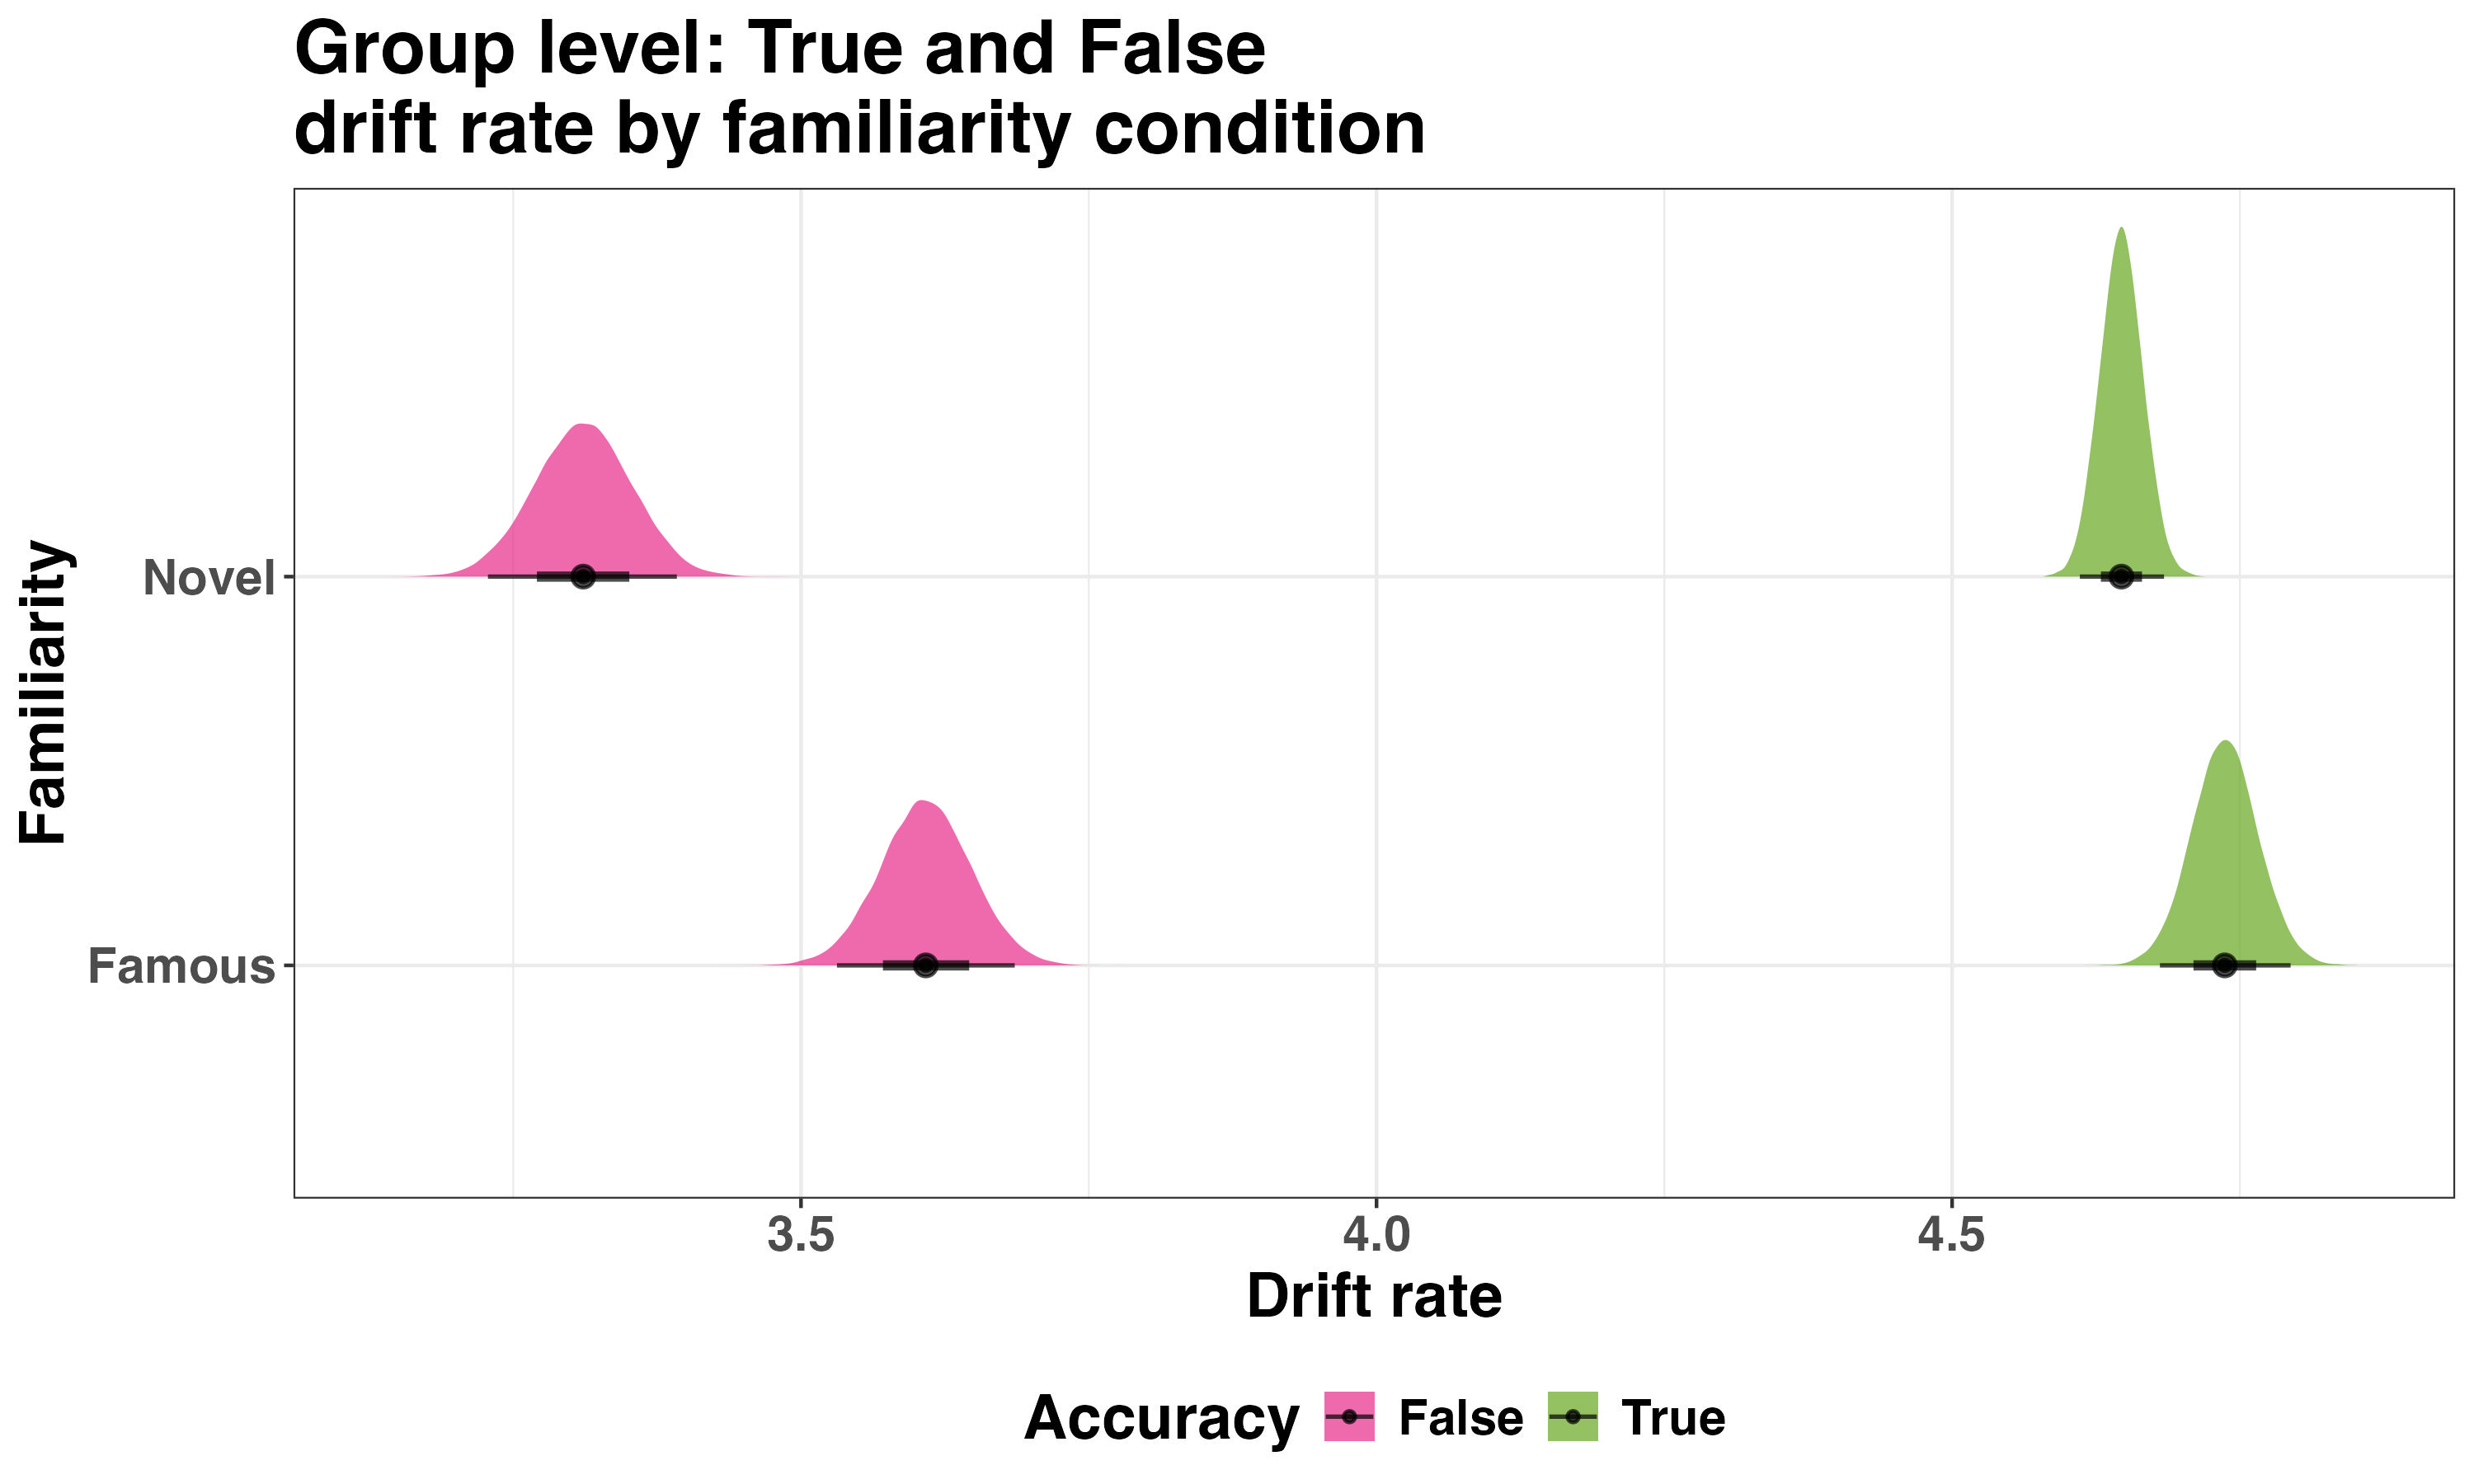 Group level: True and False
drift rate by familiarity condition
Familiarity
Novel
Famous
3.5 4.0 4.5
Drift rate
Accuracy False True